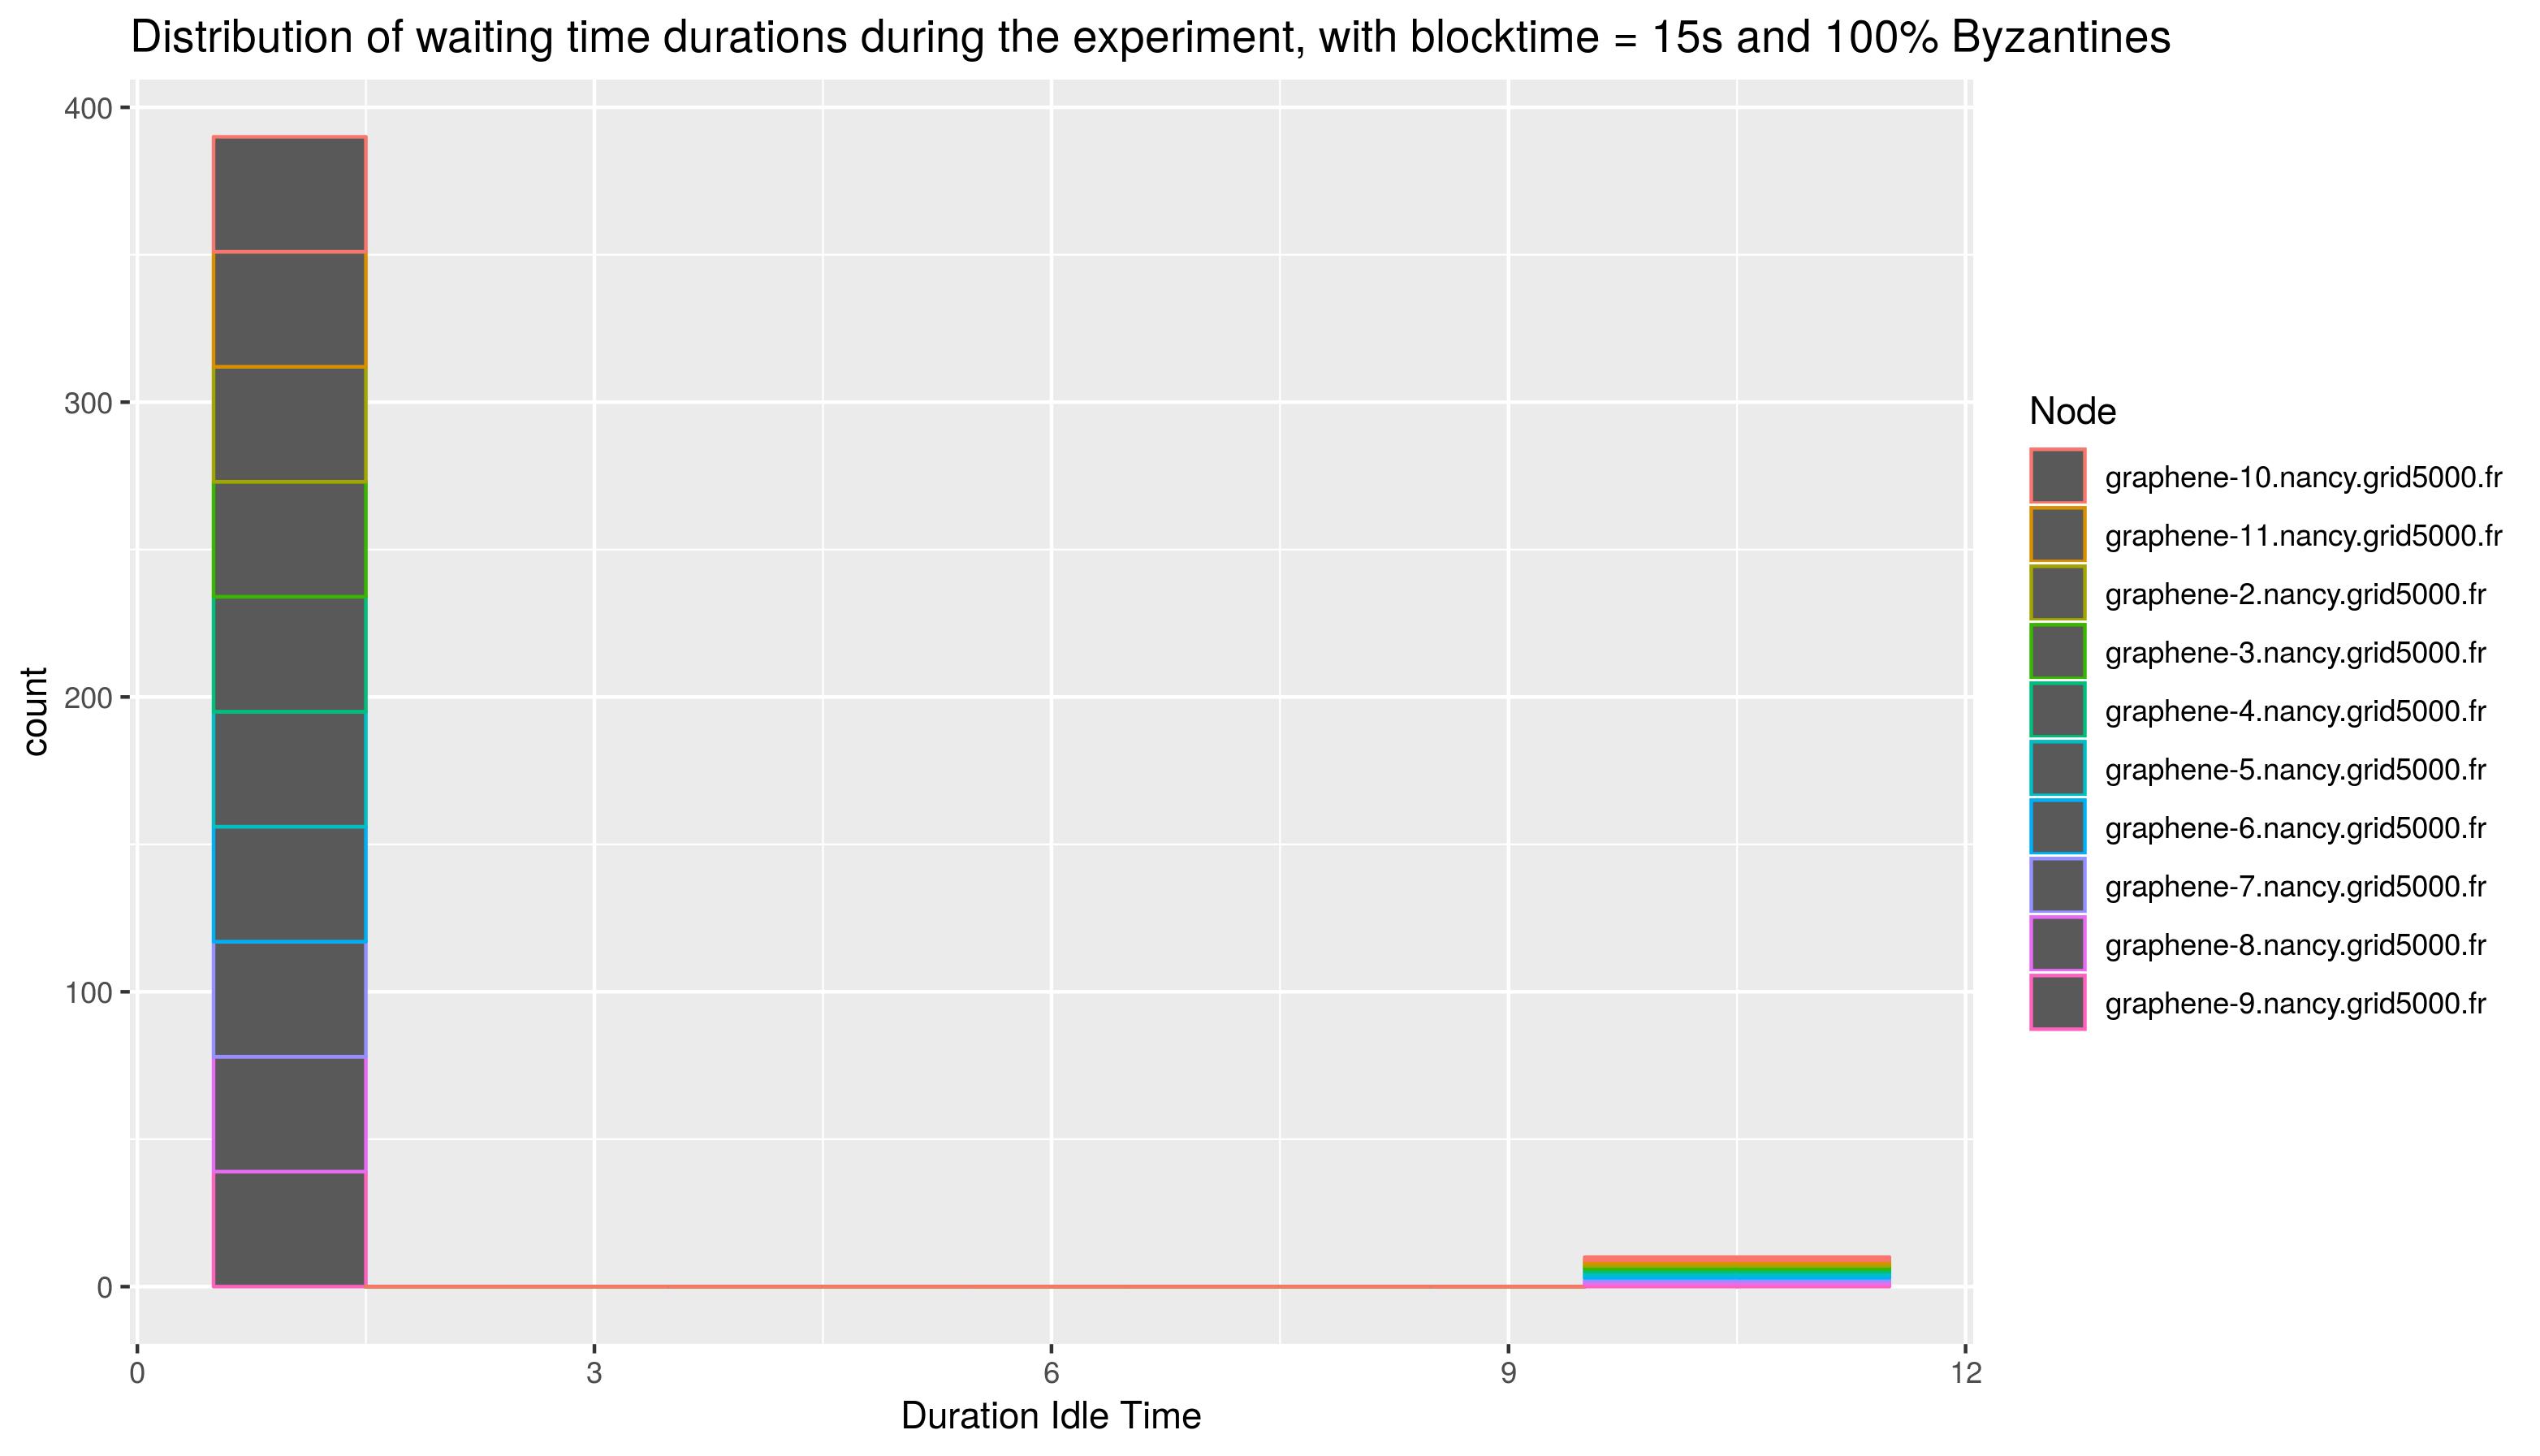 Distribution of waiting time durations during the experiment, with blocktime = 15s and 100% Byzantines
400
300
200
100
0
count
0 3 6 9 12
Duration Idle Time
Node
graphene-10.nancy.grid5000.fr
graphene-11.nancy.grid5000.fr
graphene-2.nancy.grid5000.fr
graphene-3.nancy.grid5000.fr
graphene-4.nancy.grid5000.fr
graphene-5.nancy.grid5000.fr
graphene-6.nancy.grid5000.fr
graphene-7.nancy.grid5000.fr
graphene-8.nancy.grid5000.fr
graphene-9.nancy.grid5000.fr